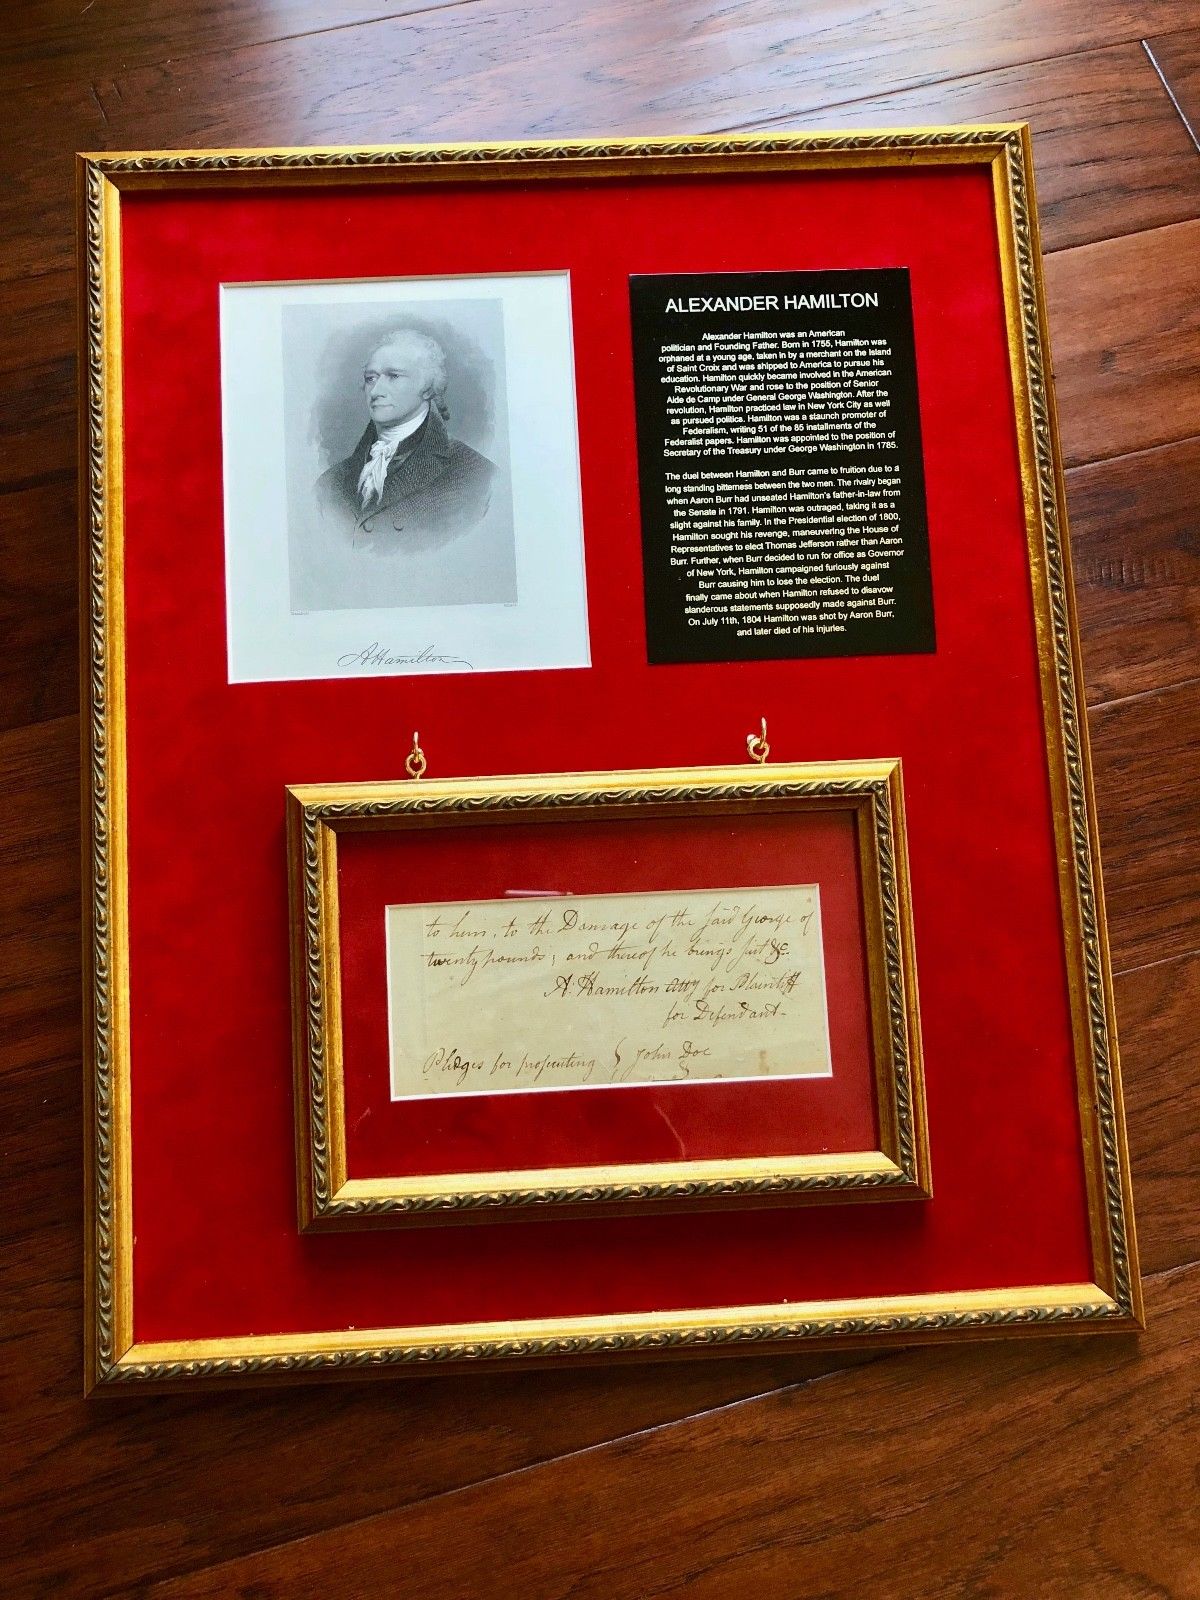 A Hamilton
ALEXANDER HAMILTON
Alexander Hamilton was an American
politician and Founding Father. Born in 1755, Hamilton was
orphaned at a young age, taken in by a merchant on the Island
of Saint Croix and was shipped to America to pursue his
education. Hamilton quickly became involved in the American
Revolutionary War and rose to the position of Senior
Aide de Camp under General George Washington. After the
revolution, Hamilton practiced law in New York City as well
as pursued politics. Hamilton was a staunch promoter of
Federalism, writing 51 of the 85 installments of the
Federalist papers. Hamilton was appointed to the position of
Secretary of the Treasury under George Washington in 1785.
The duel between Hamilton and Burr came to fruition due to a
long standing bitterness between the two men. The rivalry began
when Aaron Burr had unseated Hamilton's father-in-law from
the Senate in 1791. Hamilton was outraged, taking it as a
slight against his family. In the Presidential election of 1800,
Hamilton sought his revenge, maneuvering the House of
Representatives to elect Thomas Jefferson rather than Aaron
Burr. Further, when Burr decided to run for office as Governor
of New York, Hamilton campaigned furiously against
Burr causing him to lose the election. The duel
finally came about when Hamilton refused to disavow
slanderous statements supposedly made against Burr.
On July 11th, 1804 Hamilton was shot by Aaron Burr,
and later died of his injuries.
to him, to the Damage of the said George of
twenty pounds; and thereof he brings suit &c.
A. Hamilton atty for Plaintiff
for Defendant-
Pledges for prosecuting } John Doe